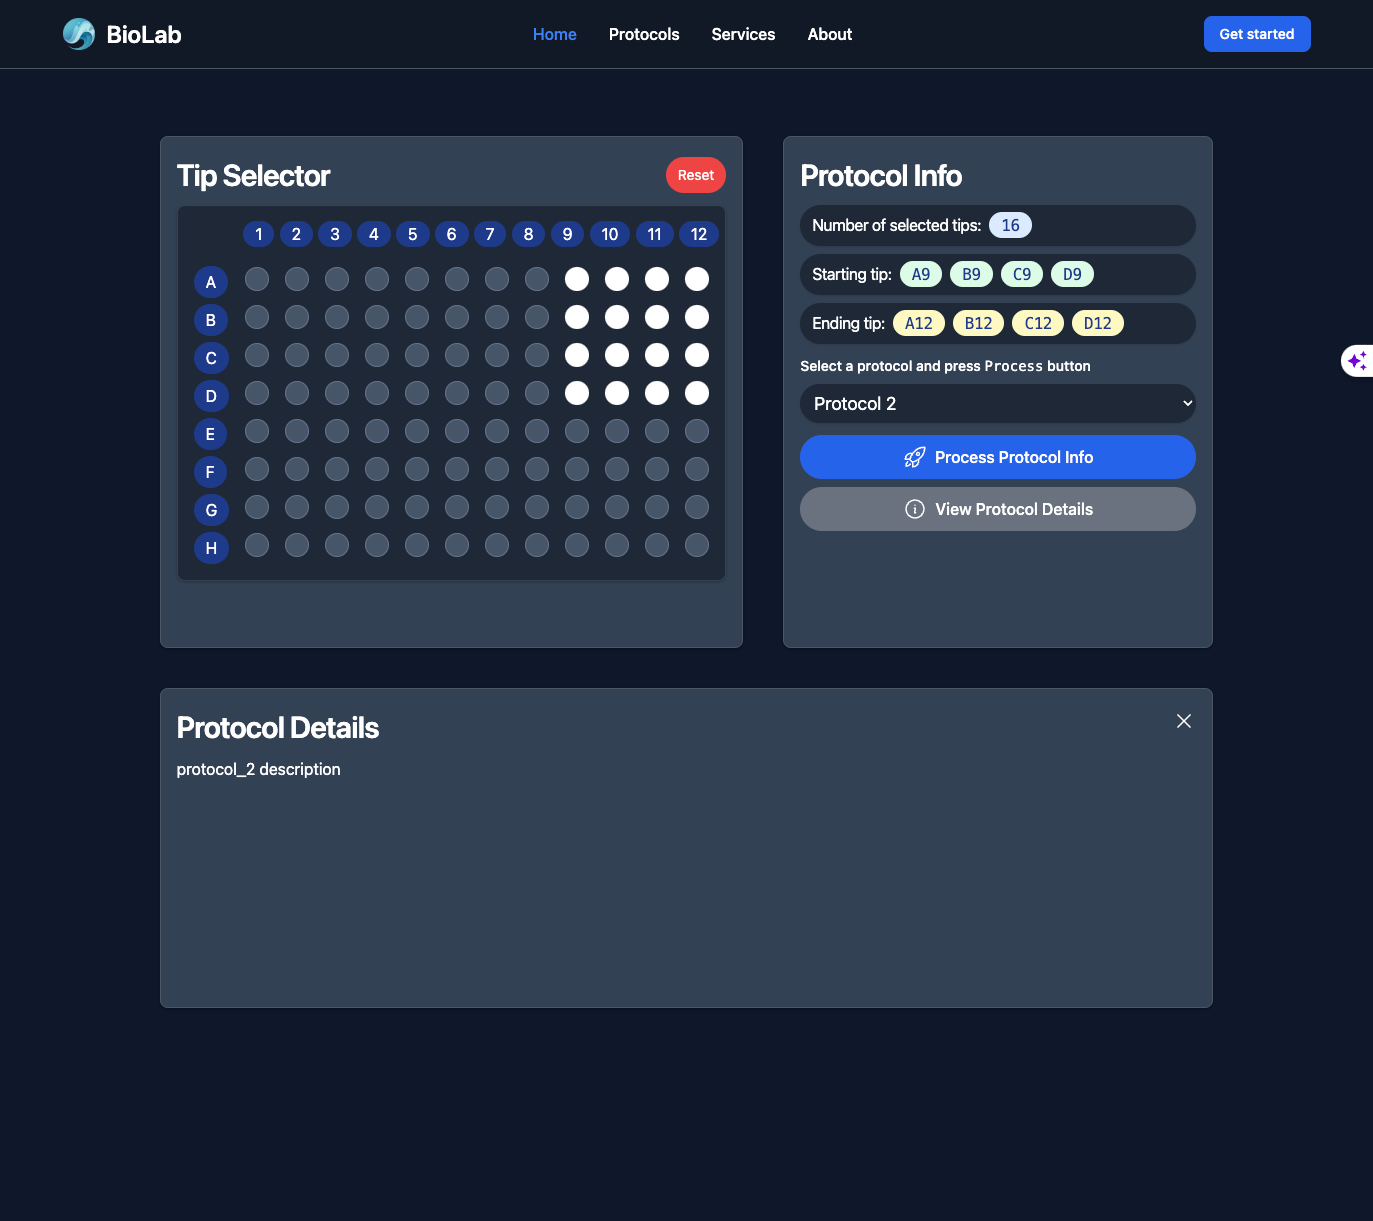 BioLab
Home Protocols Services About
Get started
Tip Selector
Reset
1 2 3 4 5 6 7 8 9 10 11 12
A
B
C
D
E
F
G
H
Protocol Info
Number of selected tips: 16
Starting tip: A9 B9 C9 D9
Ending tip: A12 B12 C12 D12
Select a protocol and press Process button
Protocol 2
Process Protocol Info
View Protocol Details
Protocol Details
protocol_2 description